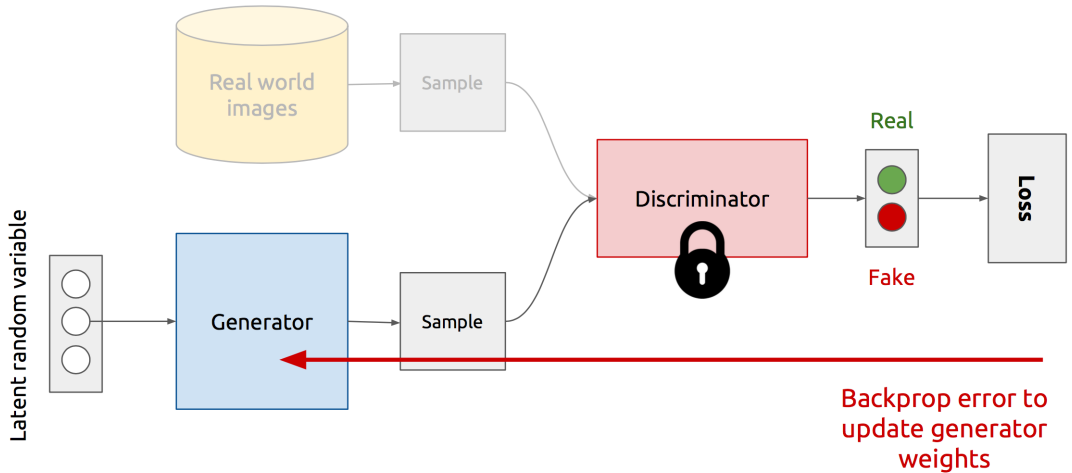 Real world
images
Sample
Real
Discriminator
Loss
Fake
Latent random variable
Generator
Sample
Backprop error to
update generator
weights